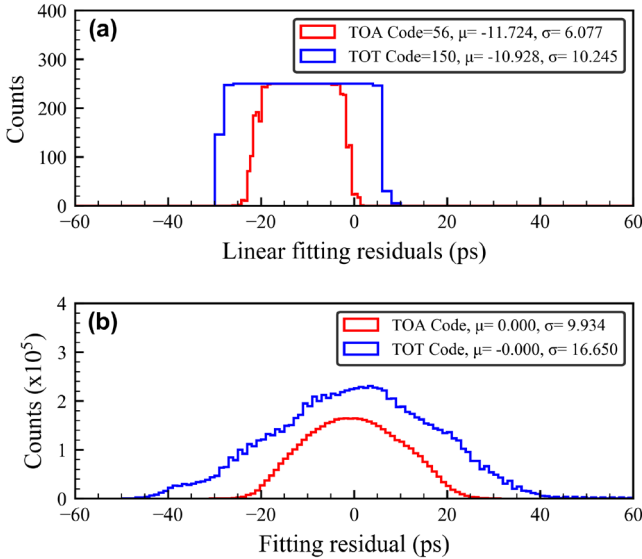 (a)
TOA Code=56, μ= -11.724, σ= 6.077
TOT Code=150, μ= -10.928, σ= 10.245
Counts
400
300
200
100
0
−60 −40 −20 0 20 40 60
Linear fitting residuals (ps)
(b)
TOA Code, μ= 0.000, σ= 9.934
TOT Code, μ= -0.000, σ= 16.650
Counts (x10⁵)
4
3
2
1
0
−60 −40 −20 0 20 40 60
Fitting residual (ps)